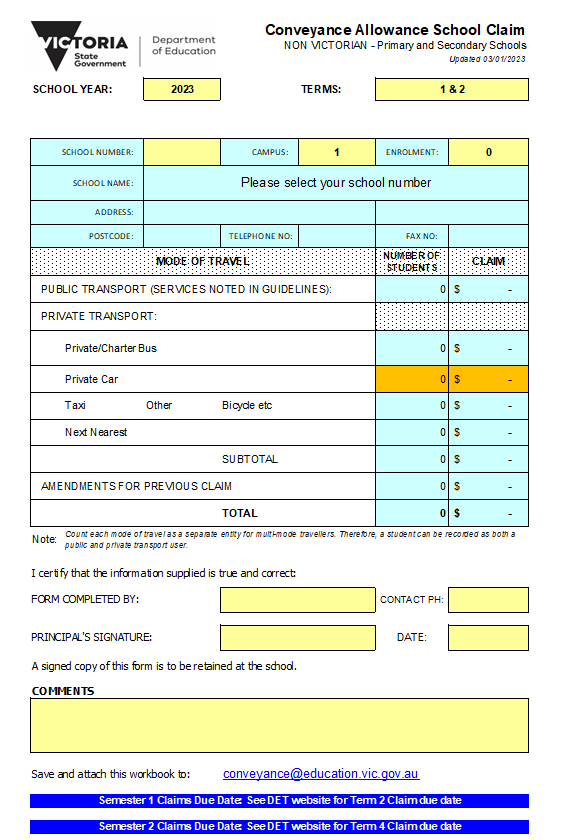 VICTORIA
State
Government
Department
of Education
Conveyance Allowance School Claim
NON VICTORIAN - Primary and Secondary Schools
Updated 03/01/2023
SCHOOL YEAR: 2023 TERMS: 1 & 2
SCHOOL NUMBER: CAMPUS: 1 ENROLMENT: 0
SCHOOL NAME: Please select your school number
ADDRESS:
POSTCODE: TELEPHONE NO: FAX NO:
MODE OF TRAVEL NUMBER OF STUDENTS CLAIM
PUBLIC TRANSPORT (SERVICES NOTED IN GUIDELINES): 0 $ -
PRIVATE TRANSPORT:
Private/Charter Bus 0 $ -
Private Car 0 $ -
Taxi Other Bicycle etc 0 $ -
Next Nearest 0 $ -
SUBTOTAL 0 $ -
AMENDMENTS FOR PREVIOUS CLAIM 0 $ -
TOTAL 0 $ -
Note: Count each mode of travel as a separate entity for multi-mode travellers. Therefore, a student can be recorded as both a
public and private transport user.
I certify that the information supplied is true and correct:
FORM COMPLETED BY: CONTACT PH:
PRINCIPAL'S SIGNATURE: DATE:
A signed copy of this form is to be retained at the school.
COMMENTS
Save and attach this workbook to: conveyance@education.vic.gov.au
Semester 1 Claims Due Date: See DET website for Term 2 Claim due date
Semester 2 Claims Due Date: See DET website for Term 4 Claim due date